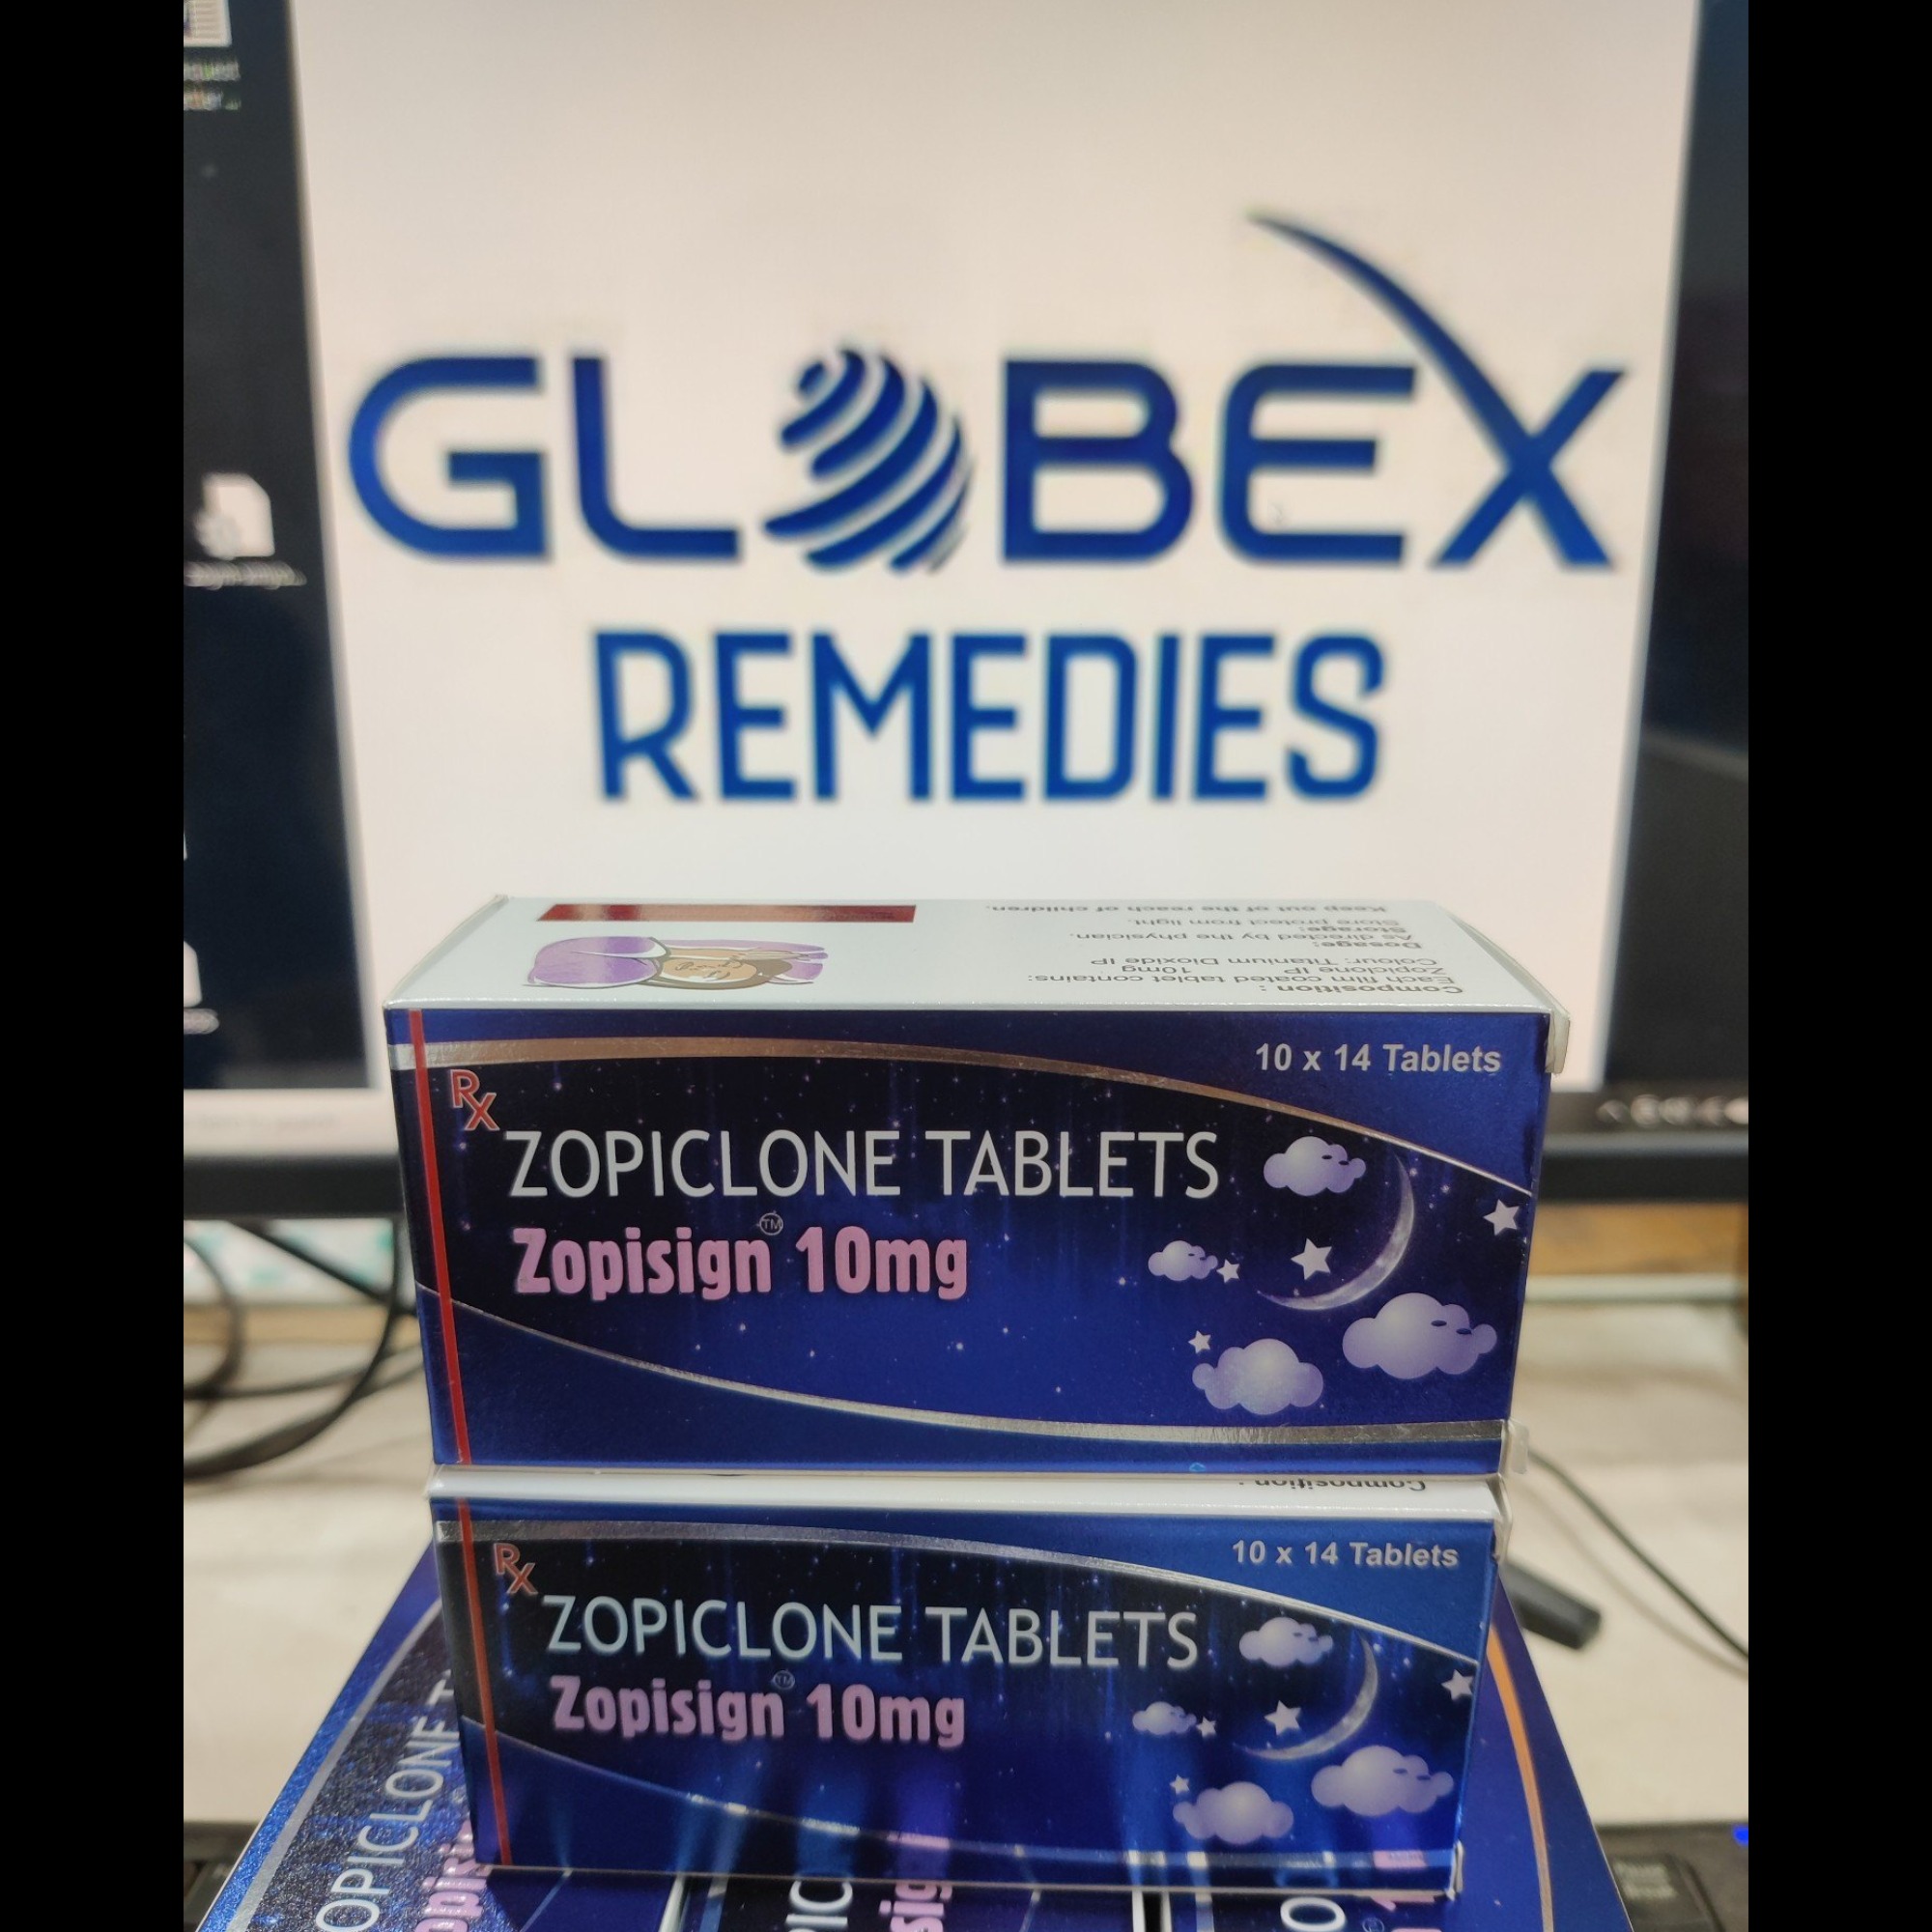 GLOBEX
REMEDIES
Composition :
Each film coated tablet contains:
Zopiclone IP 10mg
Colour: Titanium Dioxide IP
Dosage:
As directed by the physician.
Storage:
Store protect from light.
Keep out of the reach of children.
10 x 14 Tablets
Rx
ZOPICLONE TABLETS
Zopisign™ 10mg
Composition :
10 x 14 Tablets
Rx
ZOPICLONE TABLETS
Zopisign™ 10mg